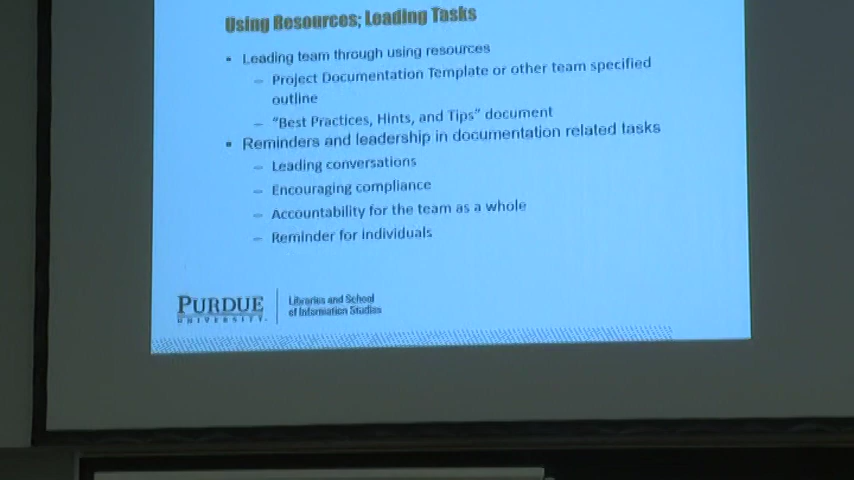 Using Resources; Leading Tasks
▪ Leading team through using resources
– Project Documentation Template or other team specified
outline
– "Best Practices, Hints, and Tips" document
▪ Reminders and leadership in documentation related tasks
– Leading conversations
– Encouraging compliance
– Accountability for the team as a whole
– Reminder for individuals
PURDUE
UNIVERSITY.
Libraries and School
of Information Studies